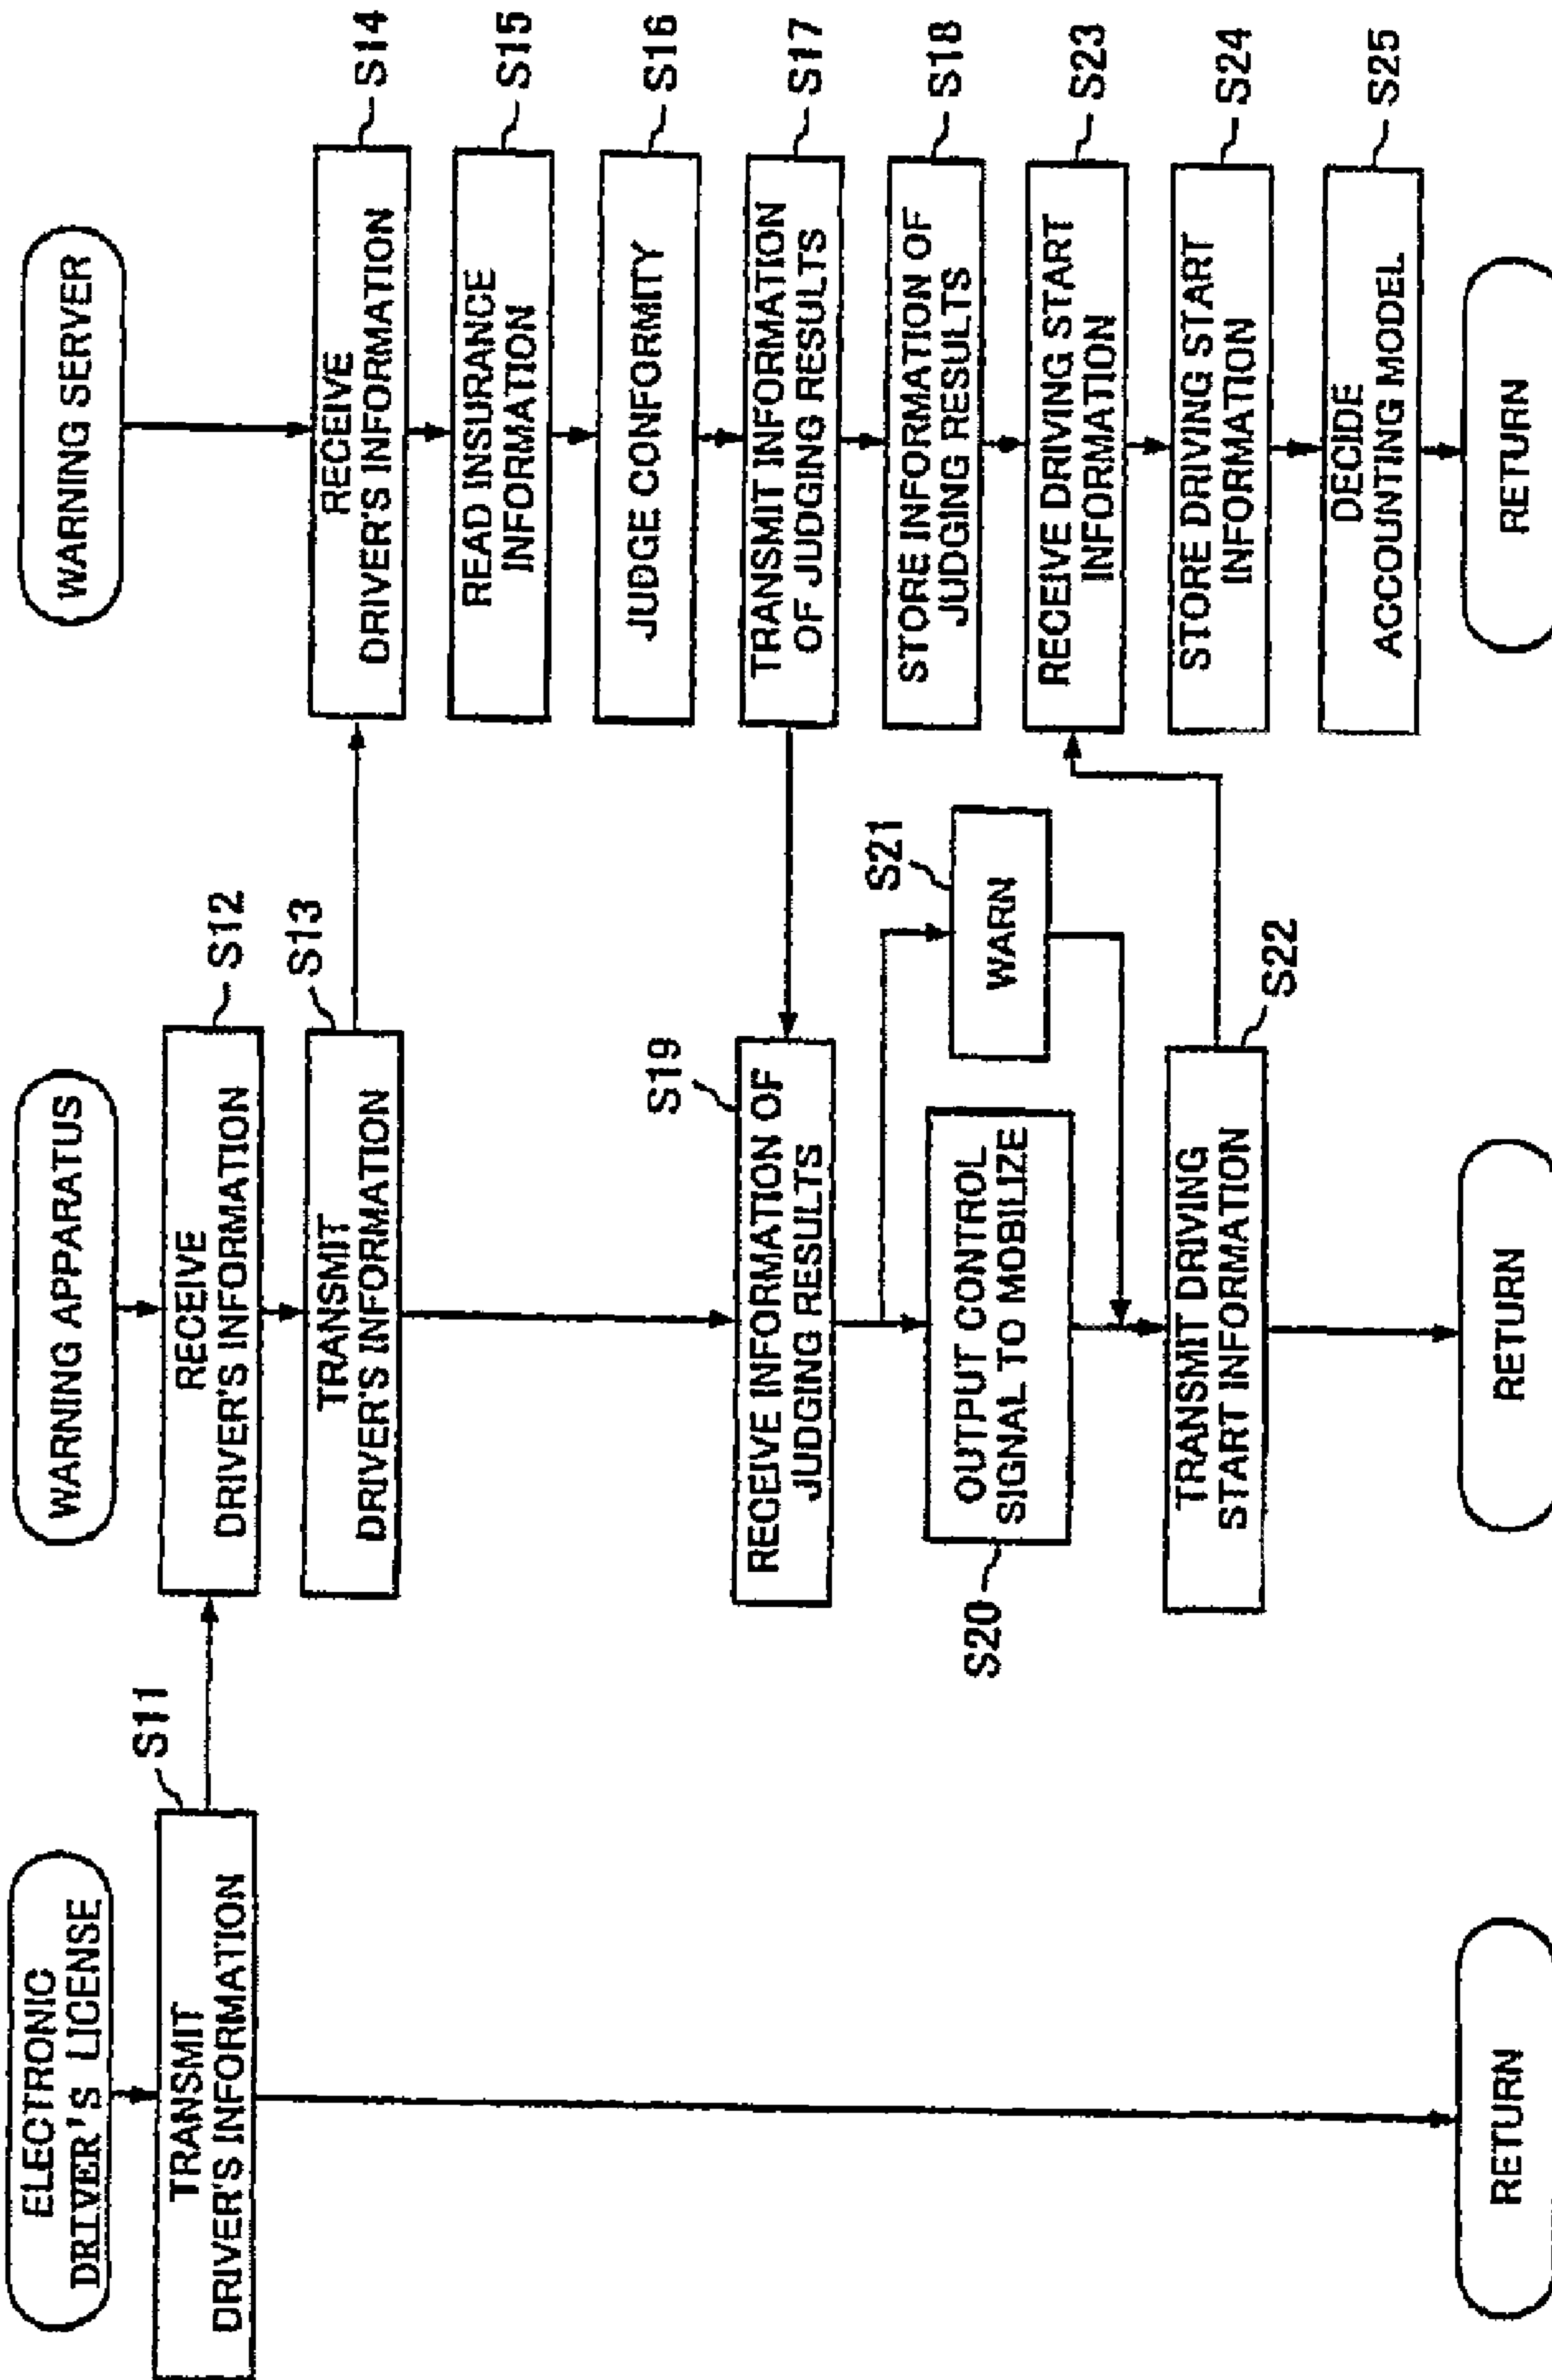 ELECTRONIC
DRIVER'S LICENSE
S11
TRANSMIT
DRIVER'S INFORMATION
RETURN
WARNING APPARATUS
S12
RECEIVE
DRIVER'S INFORMATION
S13
TRANSMIT
DRIVER'S INFORMATION
S19
RECEIVE INFORMATION OF
JUDGING RESULTS
S20
OUTPUT CONTROL
SIGNAL TO MOBILIZE
S21
WARN
TRANSMIT DRIVING
START INFORMATION
S22
RETURN
WARNING SERVER
RECEIVE
DRIVER'S INFORMATION
S14
READ INSURANCE
INFORMATION
S15
JUDGE CONFORMITY
S16
TRANSMIT INFORMATION
OF JUDGING RESULTS
S17
STORE INFORMATION OF
JUDGING RESULTS
S18
RECEIVE DRIVING START
INFORMATION
S23
STORE DRIVING START
INFORMATION
S24
DECIDE
ACCOUNTING MODEL
S25
RETURN